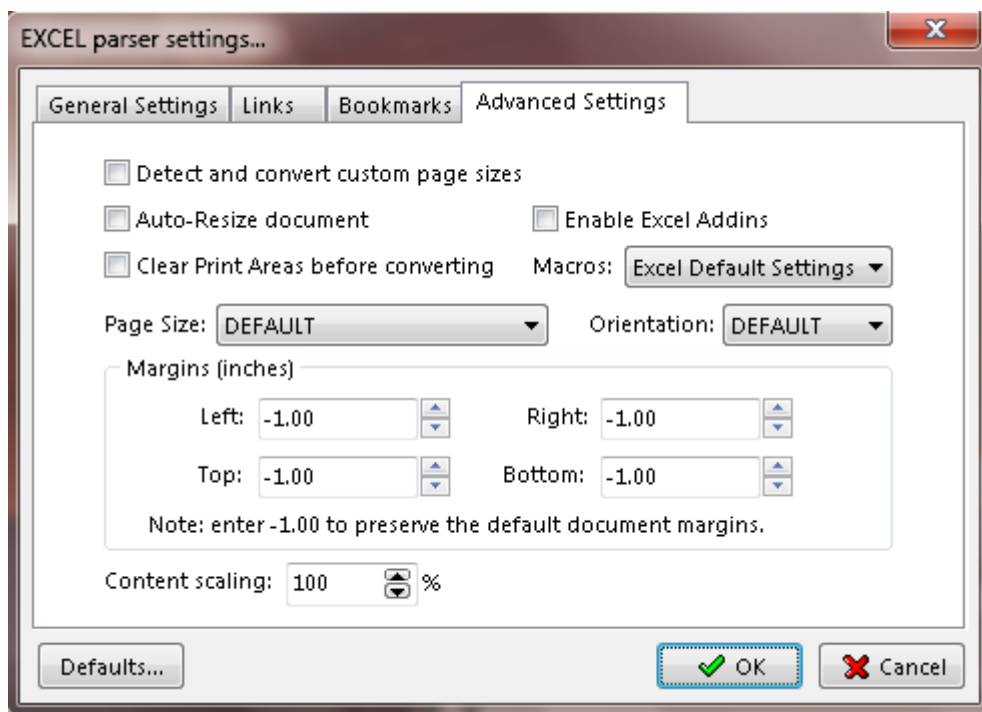 EXCEL parser settings...
General Settings Links Bookmarks Advanced Settings
Detect and convert custom page sizes
Auto-Resize document Enable Excel Addins
Clear Print Areas before converting Macros: Excel Default Settings
Page Size: DEFAULT Orientation: DEFAULT
Margins (inches)
Left: -1.00 Right: -1.00
Top: -1.00 Bottom: -1.00
Note: enter -1.00 to preserve the default document margins.
Content scaling: 100 %
Defaults... OK Cancel